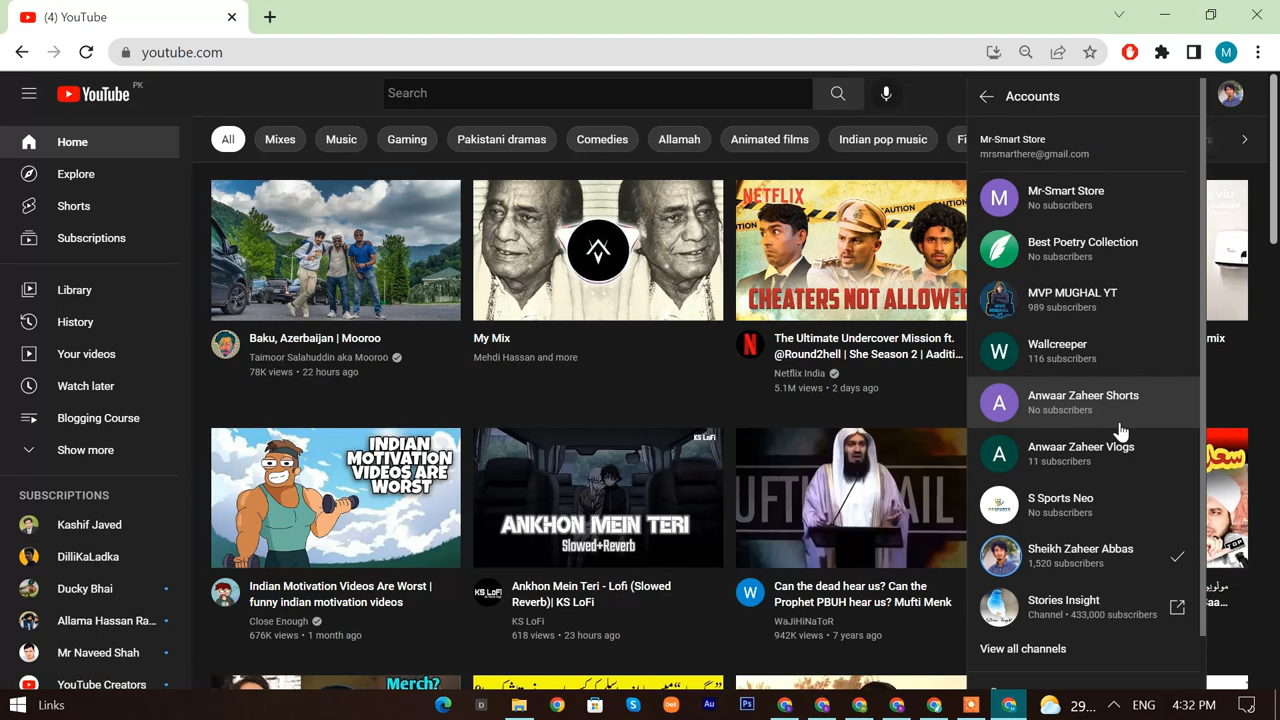 (4) YouTube
youtube.com
M
YouTube PK
Search
Accounts
Home
Explore
Shorts
Subscriptions
Library
History
Your videos
Watch later
Blogging Course
Show more
SUBSCRIPTIONS
Kashif Javed
DilliKaLadka
Ducky Bhai
Allama Hassan Ra...
Mr Naveed Shah
YouTube Creators
All
Mixes
Music
Gaming
Pakistani dramas
Comedies
Allamah
Animated films
Indian pop music
Fi
Baku, Azerbaijan | Mooroo
Taimoor Salahuddin aka Mooroo
78K views • 22 hours ago
My Mix
Mehdi Hassan and more
NETFLIX
CAUTION
CHEATERS NOT ALLOWED
The Ultimate Undercover Mission ft.
@Round2hell | She Season 2 | Aaditi...
Netflix India
5.1M views • 2 days ago
mix
INDIAN
MOTIVATION
VIDEOS ARE
WORST
Indian Motivation Videos Are Worst |
funny indian motivation videos
Close Enough
676K views • 1 month ago
KS LoFi
ANKHON MEIN TERI
Slowed+Reverb
KS LOFI
Ankhon Mein Teri - Lofi (Slowed
Reverb)| KS LoFi
KS LoFi
618 views • 23 hours ago
W
Can the dead hear us? Can the
Prophet PBUH hear us? Mufti Menk
WaJiHiNaToR
942K views • 7 years ago
Merch?
Mr-Smart Store
mrsmarthere@gmail.com
M
Mr-Smart Store
No subscribers
Best Poetry Collection
No subscribers
MVP MUGHAL YT
989 subscribers
W
Wallcreeper
116 subscribers
A
Anwaar Zaheer Shorts
No subscribers
A
Anwaar Zaheer Vlogs
11 subscribers
S Sports Neo
No subscribers
Sheikh Zaheer Abbas
1,520 subscribers
Stories Insight
Channel • 433,000 subscribers
View all channels
Links
29...
ENG
4:32 PM